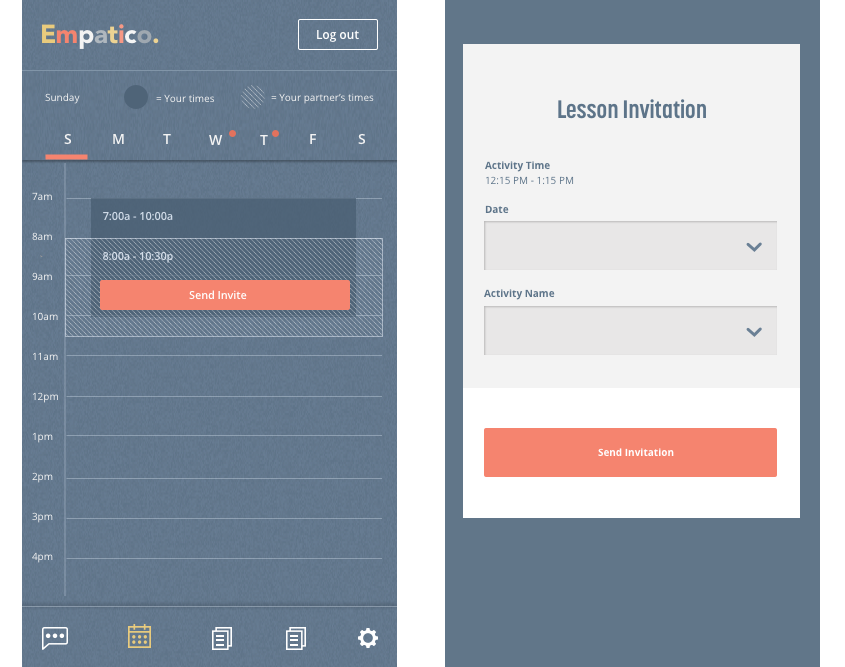 Empatico.
Log out
Sunday
= Your times
= Your partner's times
S M T W T F S
7am
7:00a - 10:00a
8am
8:00a - 10:30p
9am
Send Invite
10am
11am
12pm
1pm
2pm
3pm
4pm
Lesson Invitation
Activity Time
12:15 PM - 1:15 PM
Date
Activity Name
Send Invitation